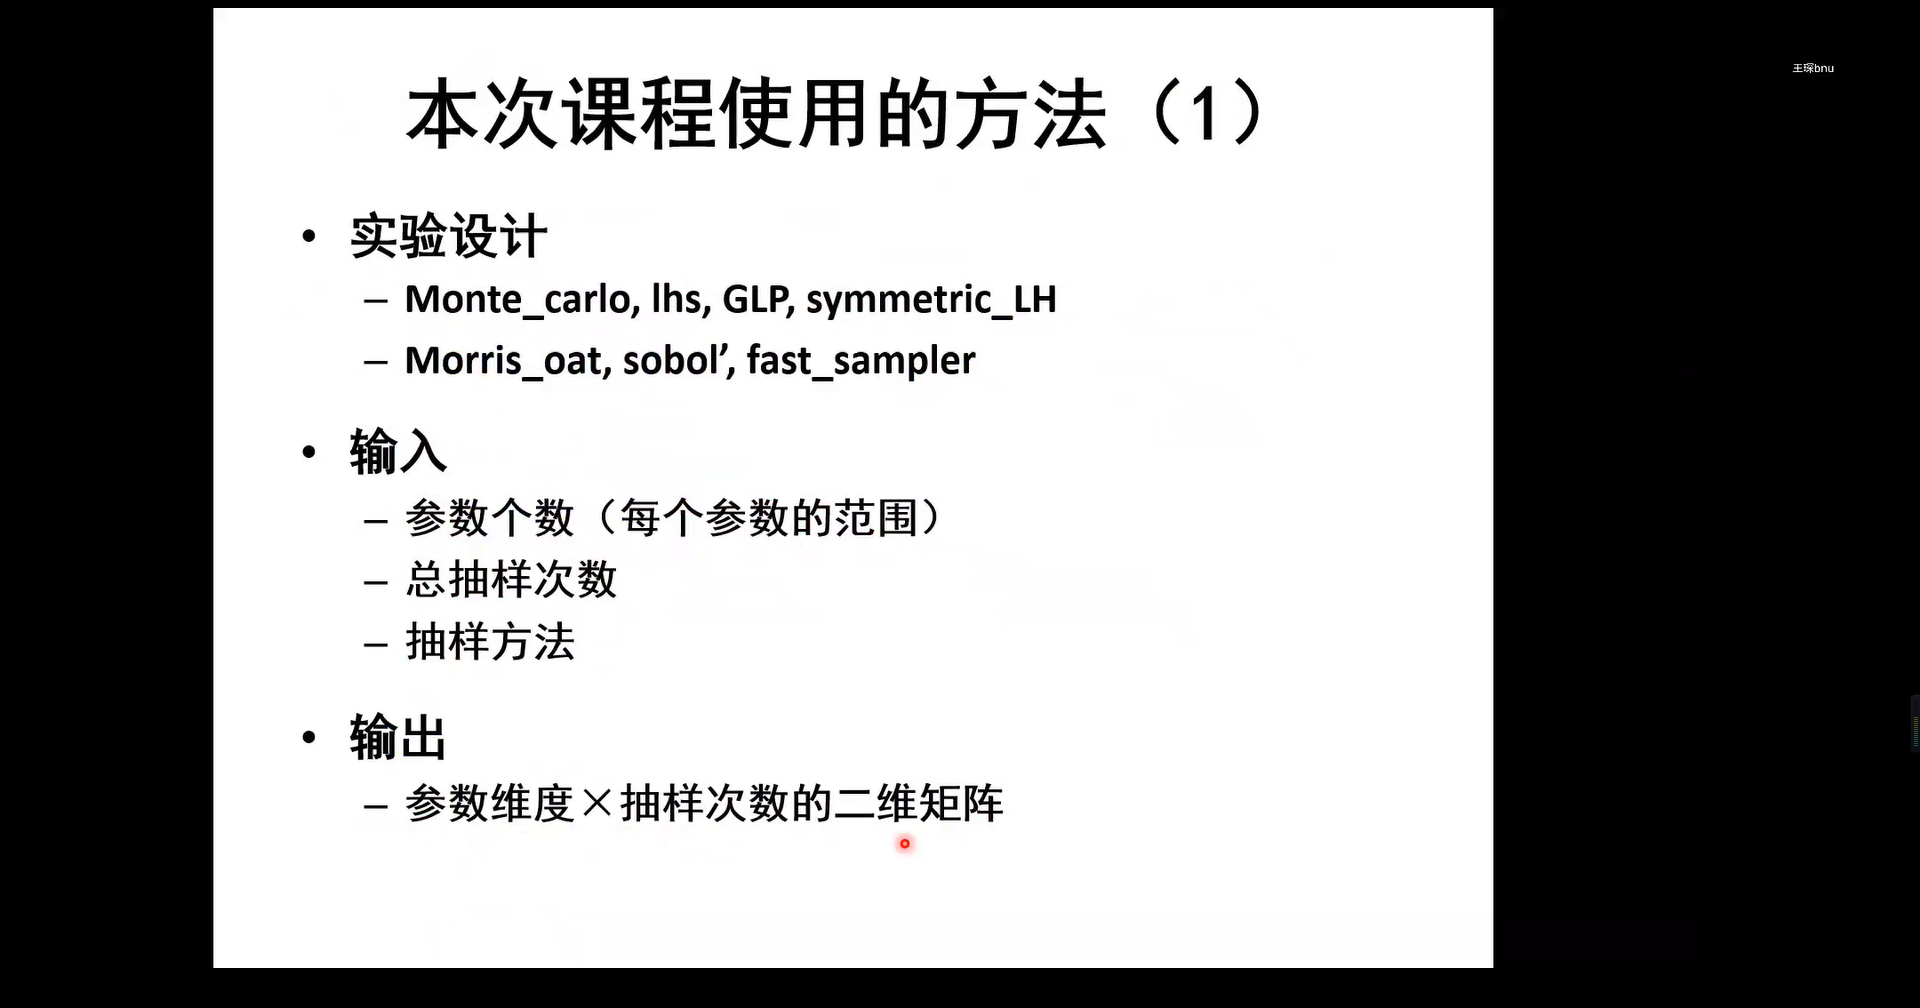 本次课程使用的方法（1）
王琛bnu
• 实验设计
– Monte_carlo, lhs, GLP, symmetric_LH
– Morris_oat, sobol’, fast_sampler
• 输入
– 参数个数（每个参数的范围）
– 总抽样次数
– 抽样方法
• 输出
– 参数维度×抽样次数的二维矩阵